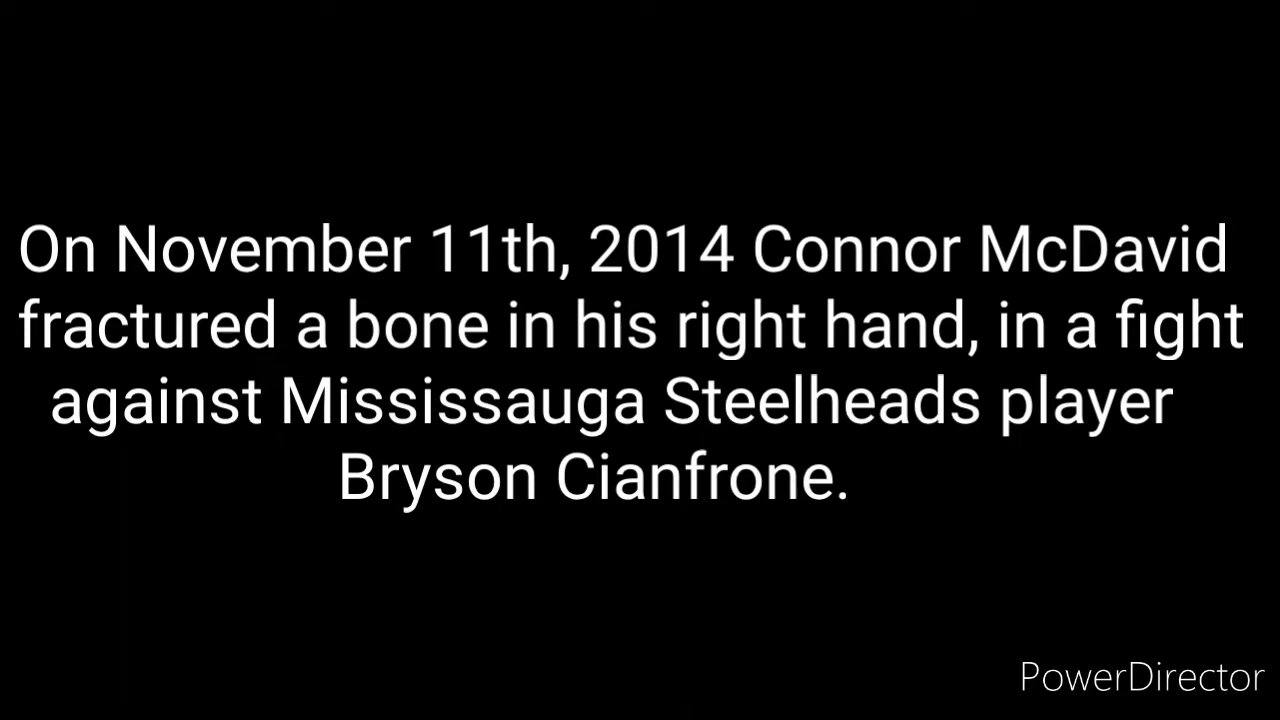 On November 11th, 2014 Connor McDavid
fractured a bone in his right hand, in a fight
against Mississauga Steelheads player
Bryson Cianfrone.
PowerDirector